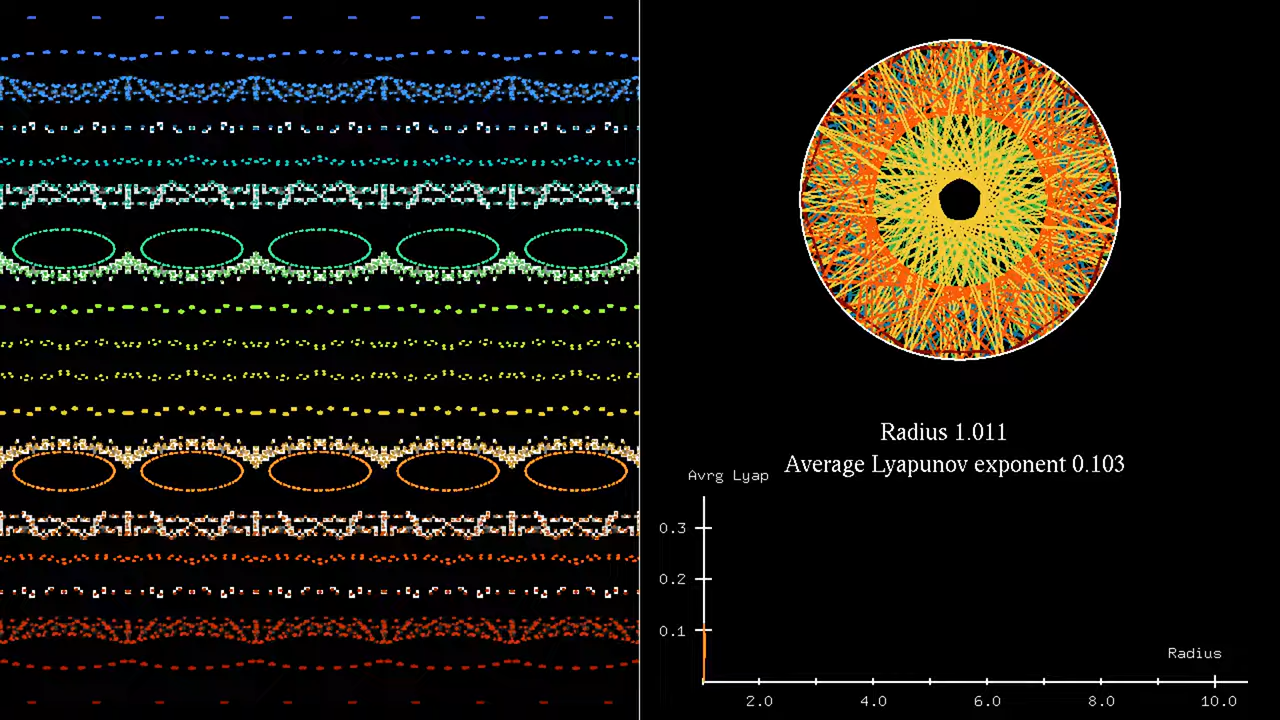 Radius 1.011
Average Lyapunov exponent 0.103
Avrg Lyap
0.3
0.2
0.1
Radius
2.0 4.0 6.0 8.0 10.0